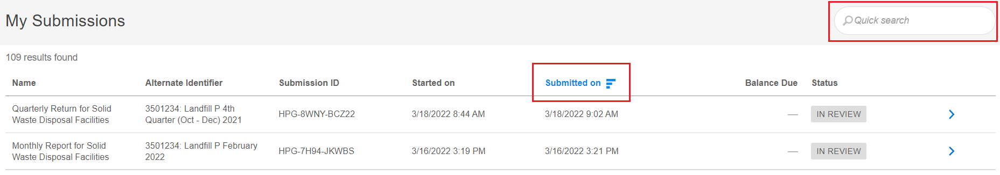 My Submissions
Quick search
109 results found
Name Alternate Identifier Submission ID Started on Submitted on Balance Due Status
Quarterly Return for Solid 3501234: Landfill P 4th
Waste Disposal Facilities Quarter (Oct - Dec) 2021 HPG-8WNY-BCZ22 3/18/2022 8:44 AM 3/18/2022 9:02 AM — IN REVIEW
Monthly Report for Solid 3501234: Landfill P February
Waste Disposal Facilities 2022 HPG-7H94-JKWBS 3/16/2022 3:19 PM 3/16/2022 3:21 PM — IN REVIEW